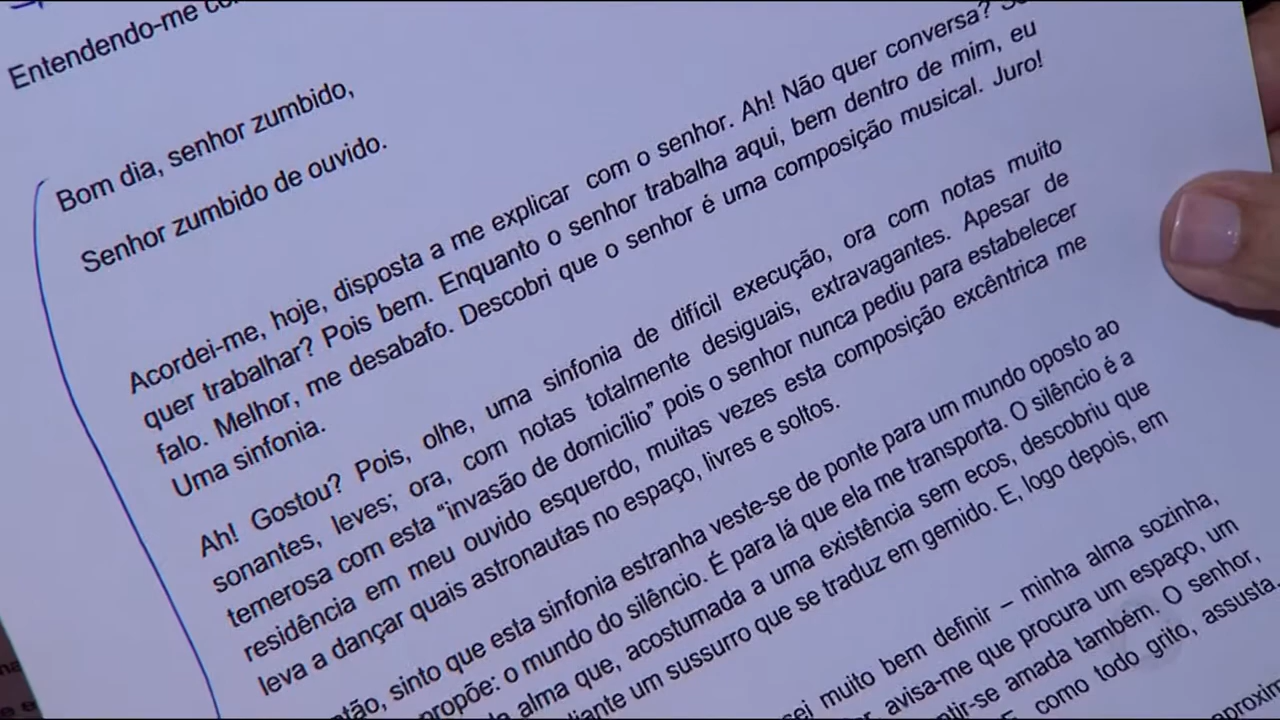 Entendendo-me
Bom dia, senhor zumbido,
Senhor zumbido de ouvido.
Acordei-me, hoje, disposta a me explicar com o senhor. Ah! Não quer conversa?
quer trabalhar? Pois bem. Enquanto o senhor trabalha aqui, bem dentro de mim, eu
falo. Melhor, me desabafo. Descobri que o senhor é uma composição musical. Juro!
Uma sinfonia.
Ah! Gostou? Pois, olhe, uma sinfonia de difícil execução, ora com notas muito
sonantes, leves; ora, com notas totalmente desiguais, extravagantes. Apesar de
temerosa com esta “invasão de domicílio” pois o senhor nunca pediu para estabelecer
residência em meu ouvido esquerdo, muitas vezes esta composição excêntrica me
leva a dançar quais astronautas no espaço, livres e soltos.
sinto que esta sinfonia estranha veste-se de ponte para um mundo oposto ao
propõe: o mundo do silêncio. É para lá que ela me transporta. O silêncio é a
alma que, acostumada a uma existência sem ecos, descobriu que
um sussurro que se traduz em gemido. E, logo depois, em
sei muito bem definir – minha alma sozinha,
avisa-me que procura um espaço, um
amada também. O senhor,
como todo grito, assusta.